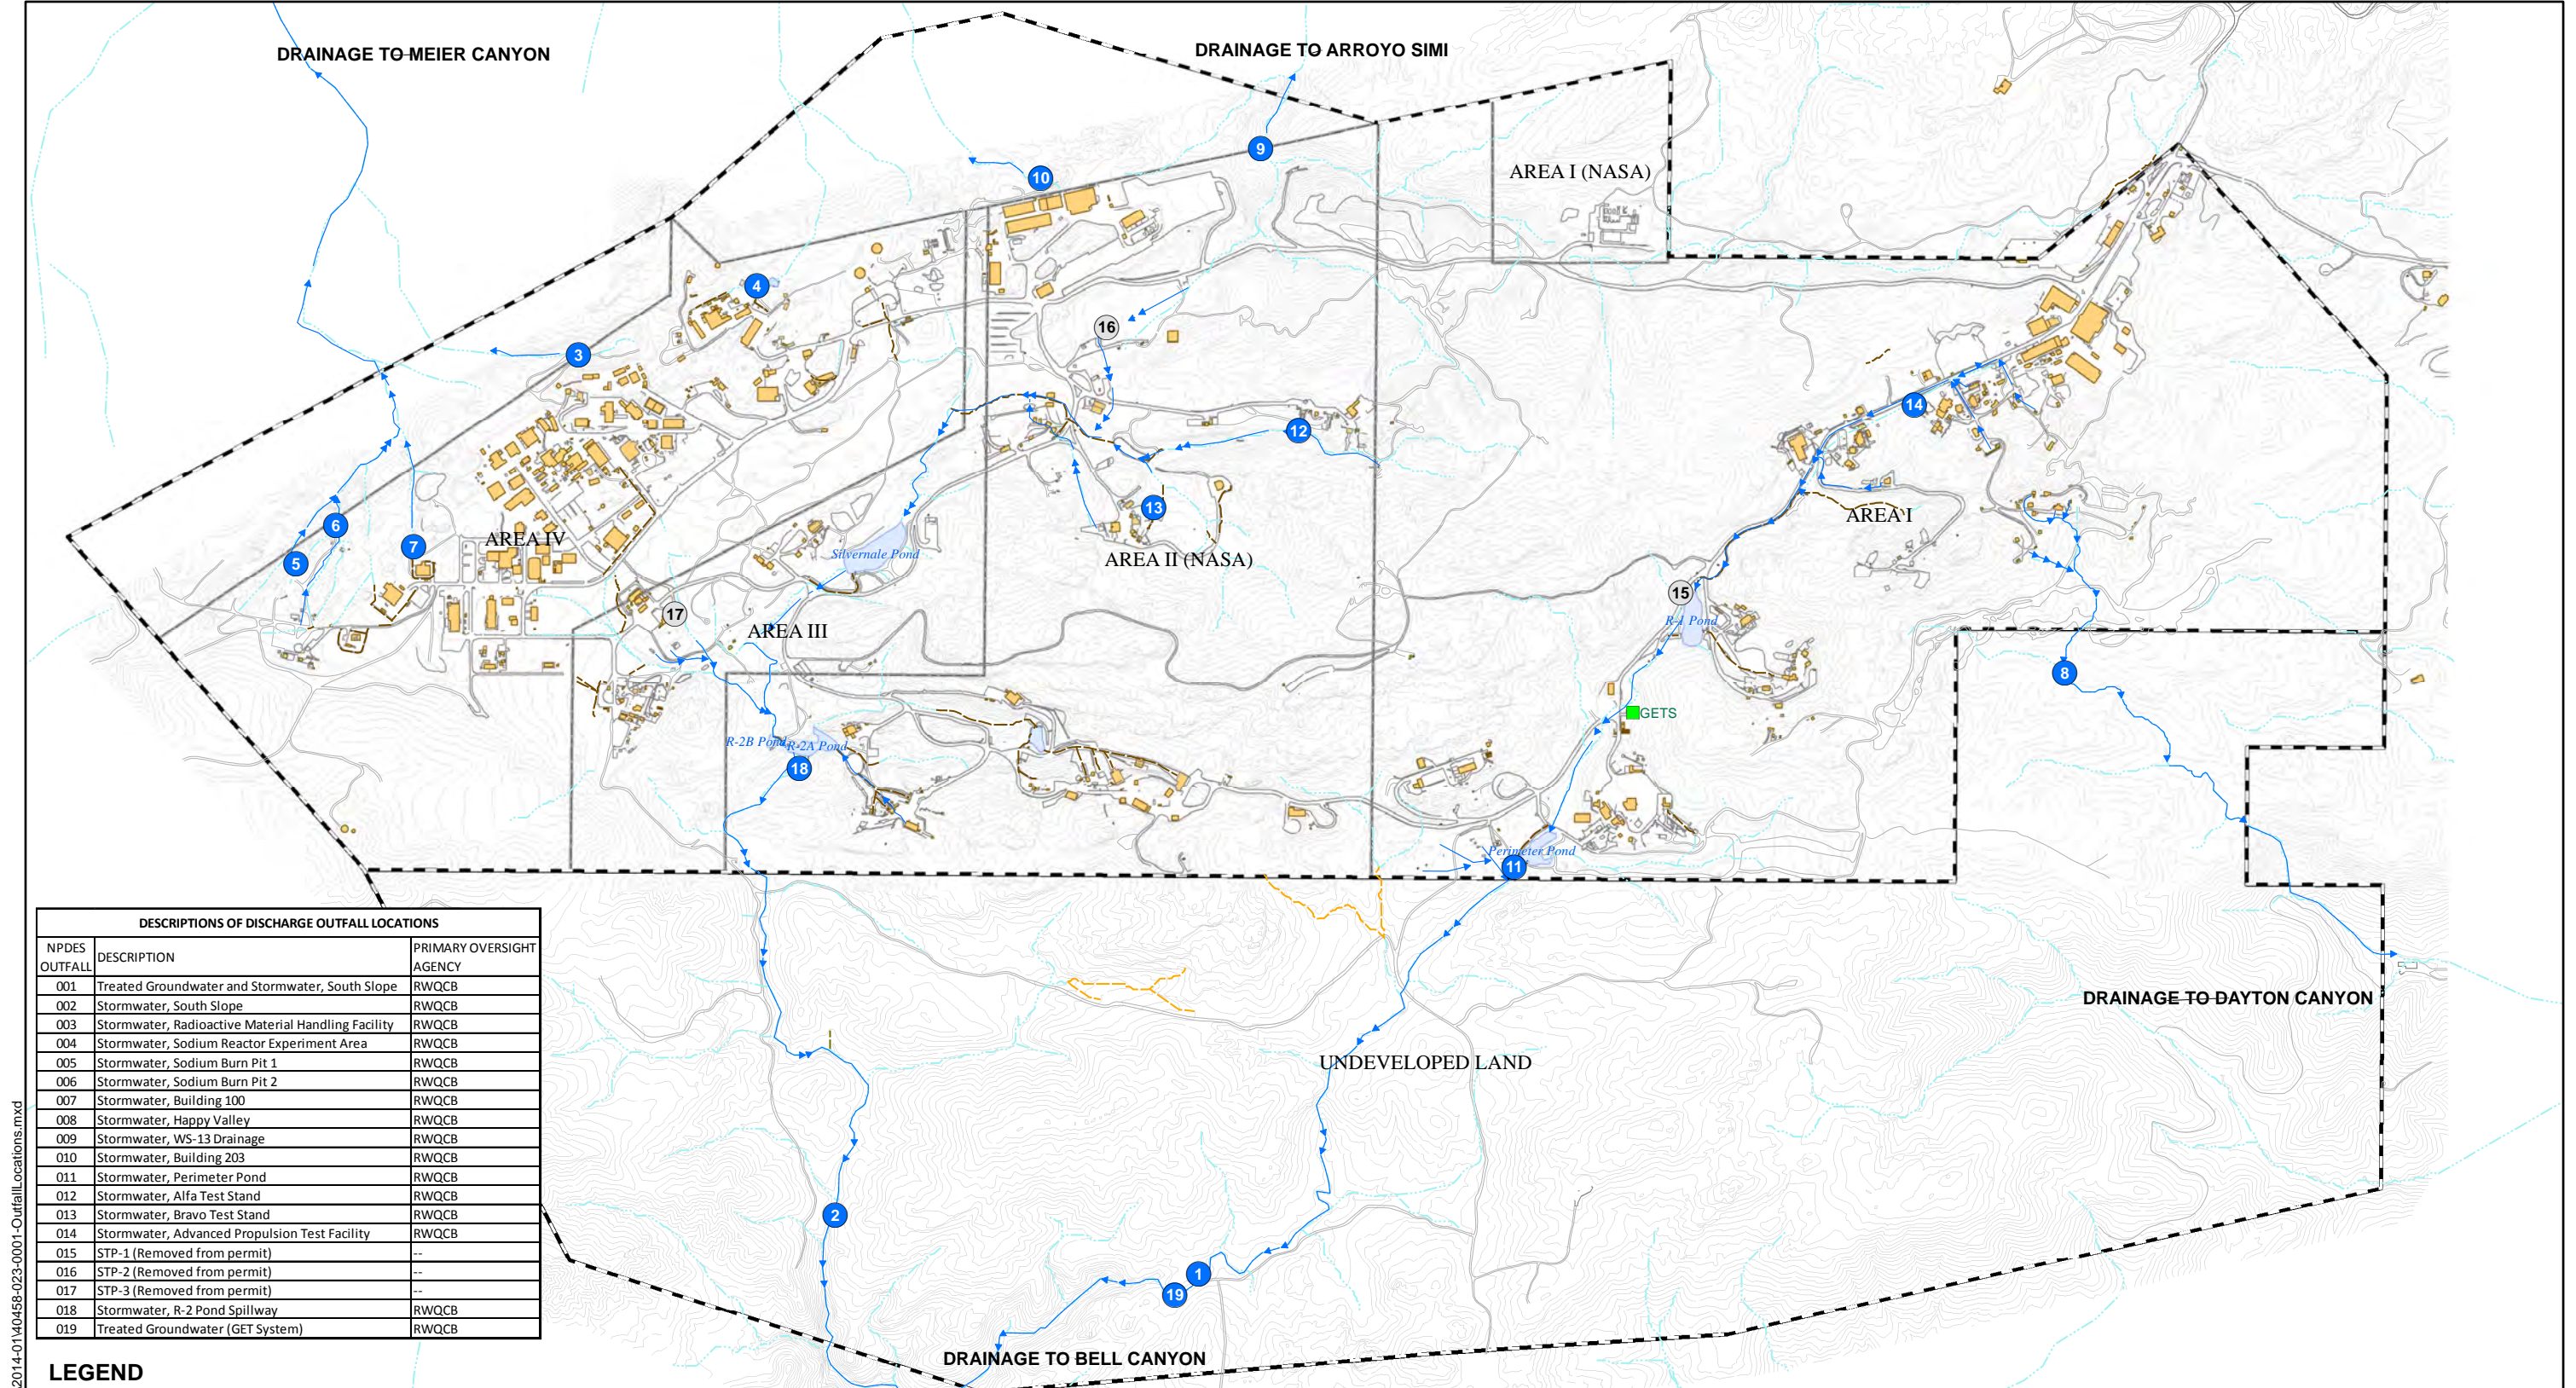 DRAINAGE TO MEIER CANYON
DRAINAGE TO ARROYO SIMI
9
10
AREA I (NASA)
4
16
3
14
12
13
6
7
5
AREA IV
AREA I
Silvernale Pond
AREA II (NASA)
15
17
R-1 Pond
AREA III
8
GETS
R-2B Pond
R-2A Pond
18
Perimeter Pond
11
DESCRIPTIONS OF DISCHARGE OUTFALL LOCATIONS
NPDES OUTFALL DESCRIPTION PRIMARY OVERSIGHT AGENCY
001 Treated Groundwater and Stormwater, South Slope RWQCB
002 Stormwater, South Slope RWQCB
003 Stormwater, Radioactive Material Handling Facility RWQCB
004 Stormwater, Sodium Reactor Experiment Area RWQCB
005 Stormwater, Sodium Burn Pit 1 RWQCB
006 Stormwater, Sodium Burn Pit 2 RWQCB
007 Stormwater, Building 100 RWQCB
008 Stormwater, Happy Valley RWQCB
009 Stormwater, WS-13 Drainage RWQCB
010 Stormwater, Building 203 RWQCB
011 Stormwater, Perimeter Pond RWQCB
012 Stormwater, Alfa Test Stand RWQCB
013 Stormwater, Bravo Test Stand RWQCB
014 Stormwater, Advanced Propulsion Test Facility RWQCB
015 STP-1 (Removed from permit) --
016 STP-2 (Removed from permit) --
017 STP-3 (Removed from permit) --
018 Stormwater, R-2 Pond Spillway RWQCB
019 Treated Groundwater (GET System) RWQCB
DRAINAGE TO DAYTON CANYON
UNDEVELOPED LAND
2
1
19
DRAINAGE TO BELL CANYON
LEGEND
2014-01\40458-023-0001-OutfallLocations.mxd